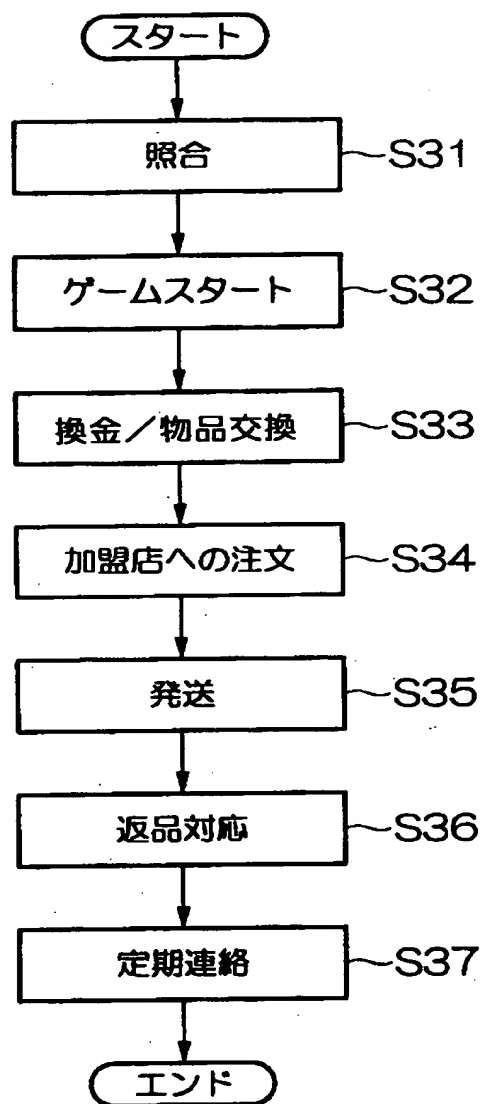 スタート
照合 S31
ゲームスタート S32
換金／物品交換 S33
加盟店への注文 S34
発送 S35
返品対応 S36
定期連絡 S37
エンド